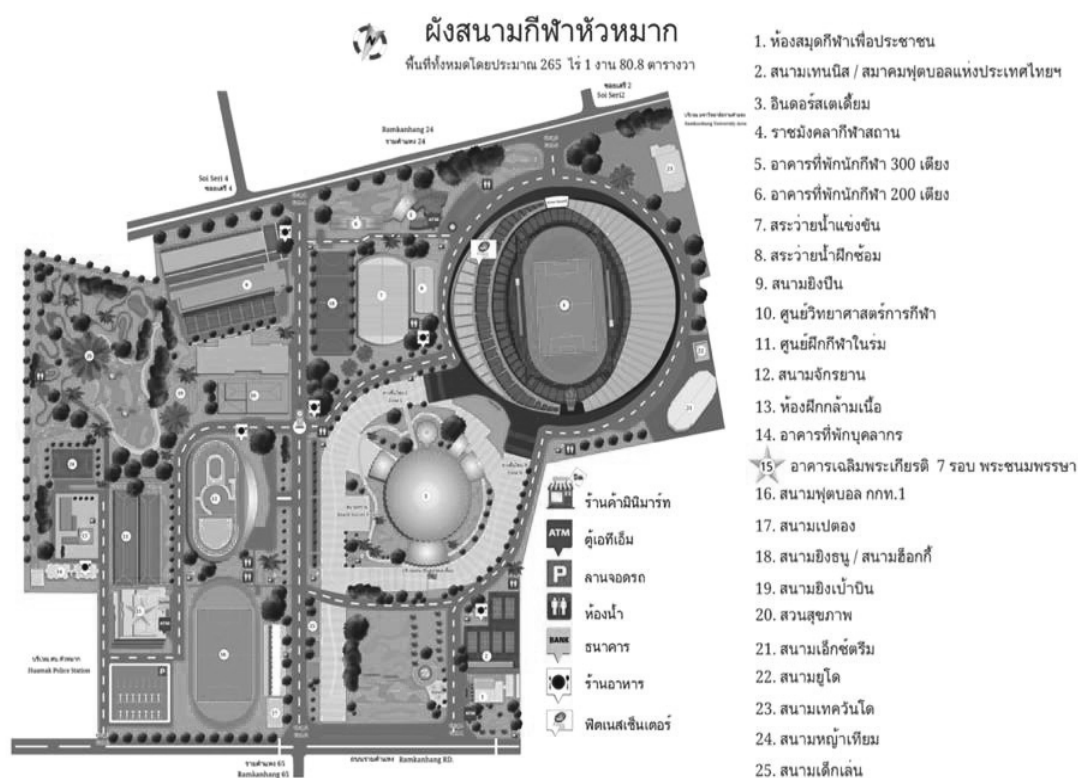 ผังสนามกีฬาหัวหมาก
พื้นที่ทั้งหมดโดยประมาณ 265 ไร่ 1 งาน 80.8 ตารางวา
ซอยเสรี 2
Soi Seri2
Ramkanhang 24
รามคำแหง 24
Soi Seri 4
ซอยเสรี 4
Ramkanhang University Area
ATM
P
Huamak Police Station
รามคำแหง 65
Ramkanhang 65
ถนนรามคำแหง Ramkanhang RD.
ร้านค้ามินิมาร์ท
ATM
ตู้เอทีเอ็ม
P
ลานจอดรถ
ห้องน้ำ
BANK
ธนาคาร
ร้านอาหาร
ฟิตเนสเซ็นเตอร์
1. ห้องสมุดกีฬาเพื่อประชาชน
2. สนามเทนนิส / สมาคมฟุตบอลแห่งประเทศไทยฯ
3. อินดอร์สเตเดี้ยม
4. ราชมังคลากีฬาสถาน
5. อาคารที่พักนักกีฬา 300 เตียง
6. อาคารที่พักนักกีฬา 200 เตียง
7. สระว่ายน้ำแข่งขัน
8. สระว่ายน้ำฝึกซ้อม
9. สนามยิงปืน
10. ศูนย์วิทยาศาสตร์การกีฬา
11. ศูนย์ฝึกกีฬาในร่ม
12. สนามจักรยาน
13. ห้องฝึกกล้ามเนื้อ
14. อาคารที่พักบุคลากร
15 อาคารเฉลิมพระเกียรติ 7 รอบ พระชนมพรรษา
16. สนามฟุตบอล กกท.1
17. สนามเปตอง
18. สนามยิงธนู / สนามฮ็อกกี้
19. สนามยิงเป้าบิน
20. สวนสุขภาพ
21. สนามเอ็กซ์ตรีม
22. สนามยูโด
23. สนามเทควันโด
24. สนามหญ้าเทียม
25. สนามเด็กเล่น